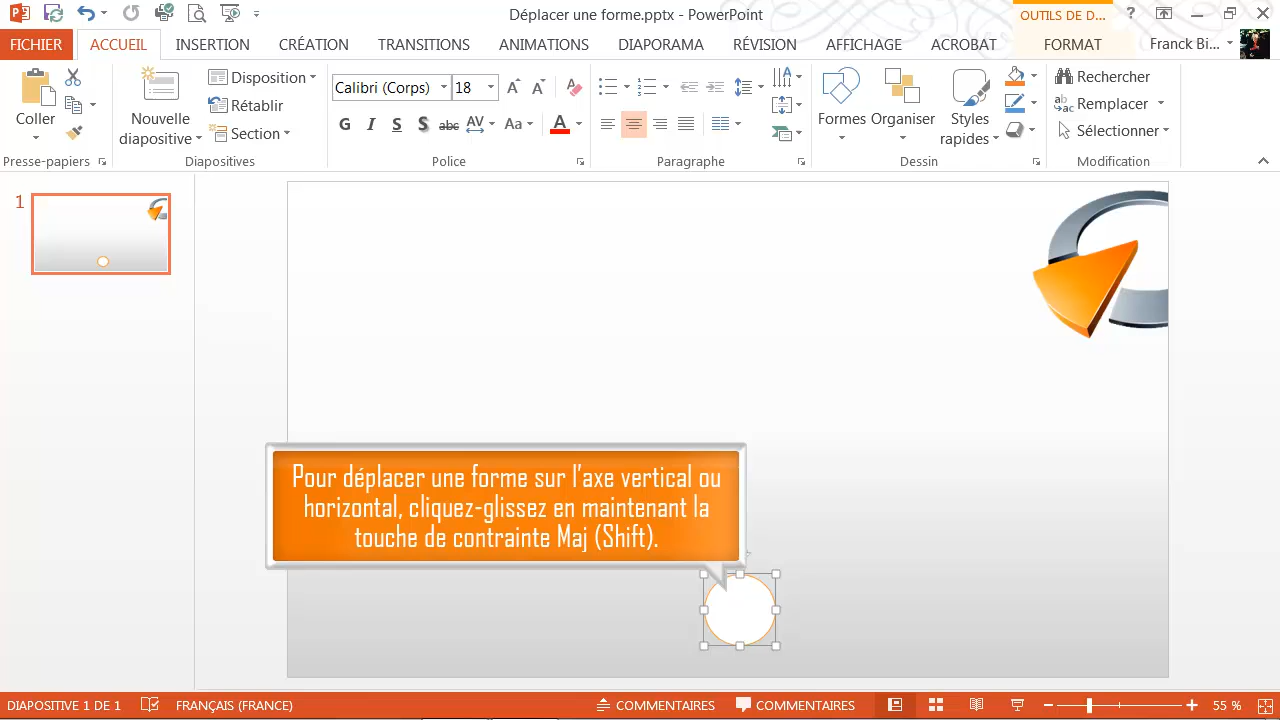 Déplacer une forme.pptx - PowerPoint
OUTILS DE D...
?
FICHIER
ACCUEIL
INSERTION
CRÉATION
TRANSITIONS
ANIMATIONS
DIAPORAMA
RÉVISION
AFFICHAGE
ACROBAT
FORMAT
Franck Bi...
Coller
Presse-papiers
Nouvelle
diapositive
Disposition
Rétablir
Section
Diapositives
Calibri (Corps)
18
A A
G I S S abc AV Aa A
Police
Paragraphe
Formes
Organiser
Styles
rapides
Dessin
Rechercher
Remplacer
Sélectionner
Modification
1
Pour déplacer une forme sur l'axe vertical ou
horizontal, cliquez-glissez en maintenant la
touche de contrainte Maj (Shift).
DIAPOSITIVE 1 DE 1
FRANÇAIS (FRANCE)
COMMENTAIRES
COMMENTAIRES
55 %